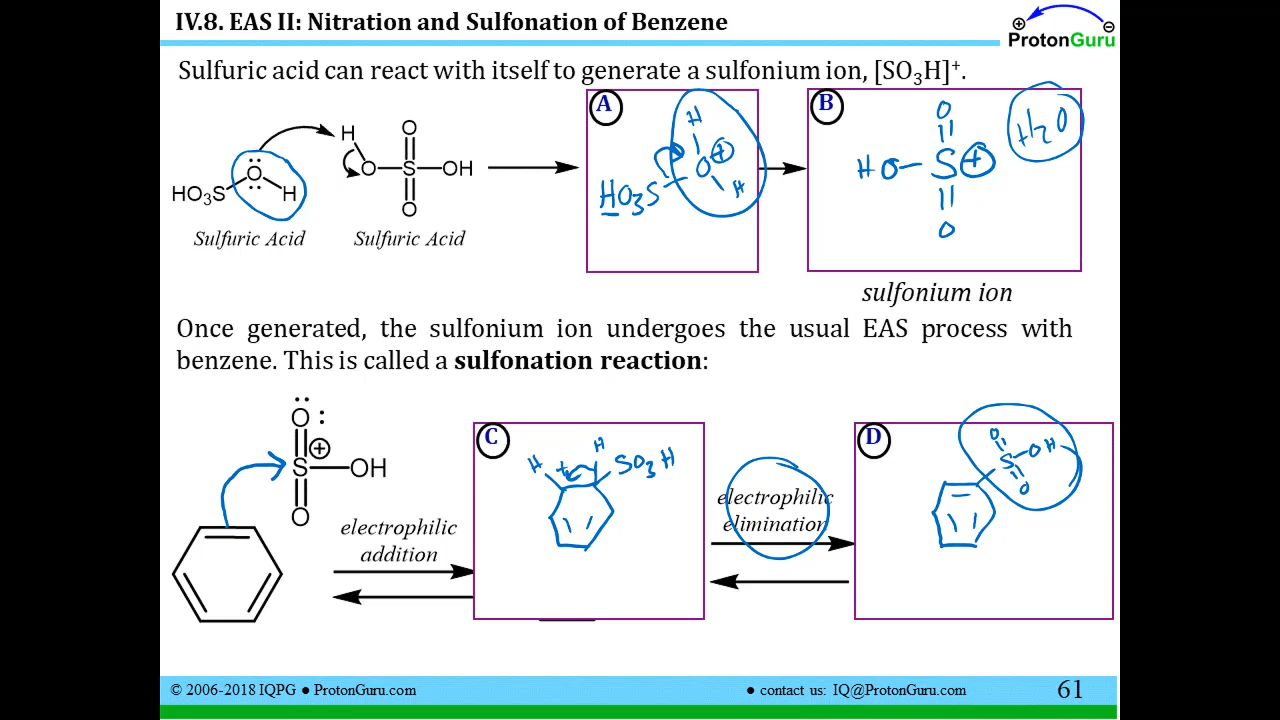 IV.8. EAS II: Nitration and Sulfonation of Benzene
⊕ ⊖
ProtonGuru
Sulfuric acid can react with itself to generate a sulfonium ion, [SO₃H]⁺.
HO₃S O H
Sulfuric Acid
H O S OH O O
Sulfuric Acid
A
H
O ⊕
HO₃S H
B
O
HO S ⊕
O
H₂O
sulfonium ion
Once generated, the sulfonium ion undergoes the usual EAS process with
benzene. This is called a sulfonation reaction:
O
S ⊕ OH
O
electrophilic
addition
C
H + H SO₃H
electrophilic
elimination
D
O
S OH
O
© 2006-2018 IQPG ● ProtonGuru.com
● contact us: IQ@ProtonGuru.com
61